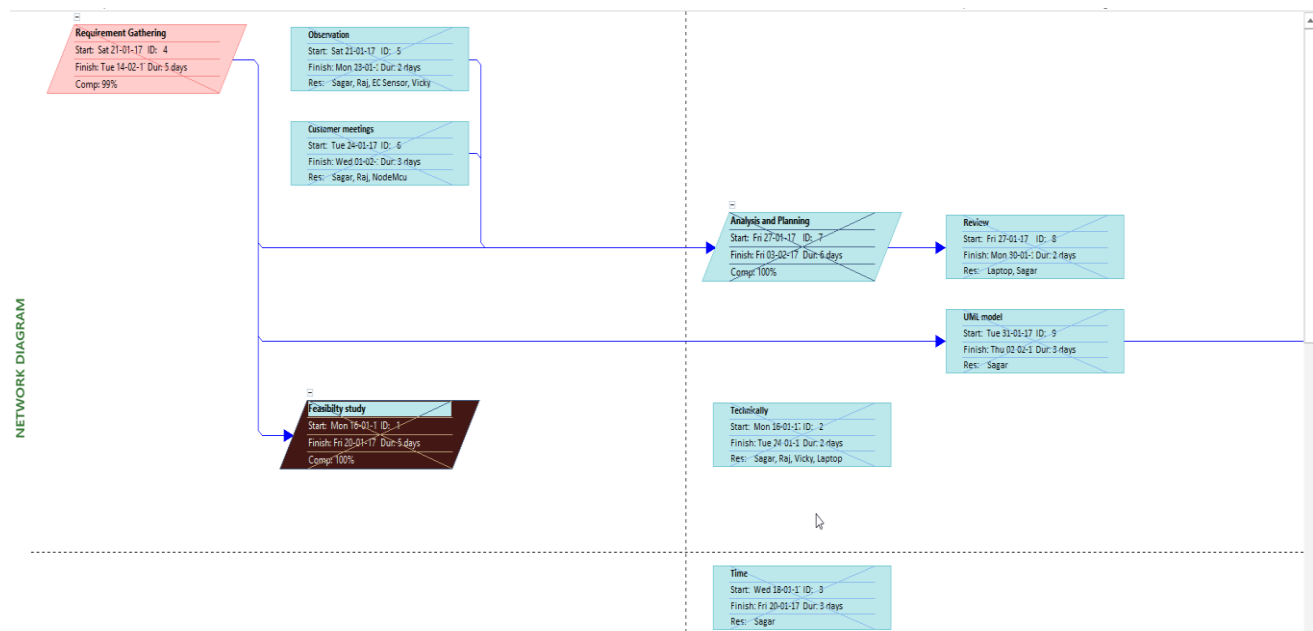 NETWORK DIAGRAM
Requirement Gathering
Start: Sat 21-01-17 ID: 4
Finish: Tue 14-02-1 Dur: 5 days
Comp: 99%
Observation
Start: Sat 21-01-17 ID: 5
Finish: Mon 23-01-: Dur: 2 days
Res: Sagar, Raj, EC Sensor, Vicky
Customer meetings
Start: Tue 24-01-17 ID: 6
Finish: Wed 01-02-: Dur: 3 days
Res: Sagar, Raj, NodeMcu
Analysis and Planning
Start: Fri 27-01-17 ID: 7
Finish: Fri 03-02-17 Dur: 6 days
Comp: 100%
Review
Start: Fri 27-01-17 ID: 8
Finish: Mon 30-01-: Dur: 2 days
Res: Laptop, Sagar
UML model
Start: Tue 31-01-17 ID: 9
Finish: Thu 02-02-1 Dur: 3 days
Res: Sagar
Feasibilty study
Start: Mon 16-01-1 ID: 1
Finish: Fri 20-01-17 Dur: 5 days
Comp: 100%
Technically
Start: Mon 16-01-1 ID: 2
Finish: Tue 24-01-1 Dur: 2 days
Res: Sagar, Raj, Vicky, Laptop
Time
Start: Wed 18-01-1 ID: 3
Finish: Fri 20-01-17 Dur: 3 days
Res: Sagar